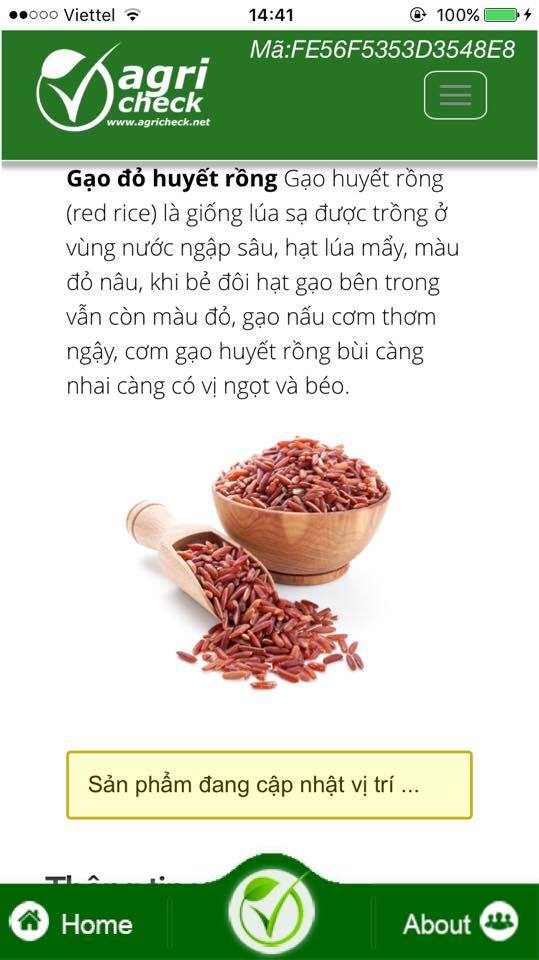 Viettel 14:41 100%
Mã:FE56F5353D3548E8
agri
check
www.agricheck.net
Gạo đỏ huyết rồng Gạo huyết rồng
(red rice) là giống lúa sạ được trồng ở
vùng nước ngập sâu, hạt lúa mẩy, màu
đỏ nâu, khi bẻ đôi hạt gạo bên trong
vẫn còn màu đỏ, gạo nấu cơm thơm
ngậy, cơm gạo huyết rồng bùi càng
nhai càng có vị ngọt và béo.
Sản phẩm đang cập nhật vị trí ...
Home About